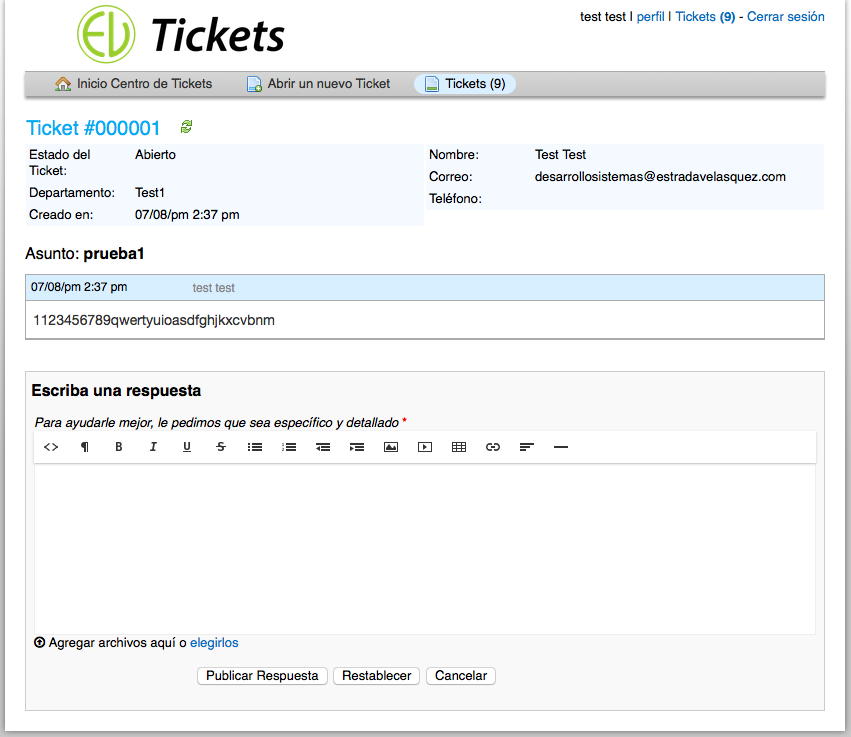 EV Tickets
test test | perfil | Tickets (9) - Cerrar sesión
Inicio Centro de Tickets Abrir un nuevo Ticket Tickets (9)
Ticket #000001
Estado del Ticket: Abierto
Departamento: Test1
Creado en: 07/08/pm 2:37 pm
Nombre: Test Test
Correo: desarrollosistemas@estradavelasquez.com
Teléfono:
Asunto: prueba1
07/08/pm 2:37 pm test test
1123456789qwertyuioasdfghjkxcvbnm
Escriba una respuesta
Para ayudarle mejor, le pedimos que sea específico y detallado *
<> ¶ B I U S
Agregar archivos aquí o elegirlos
Publicar Respuesta Restablecer Cancelar